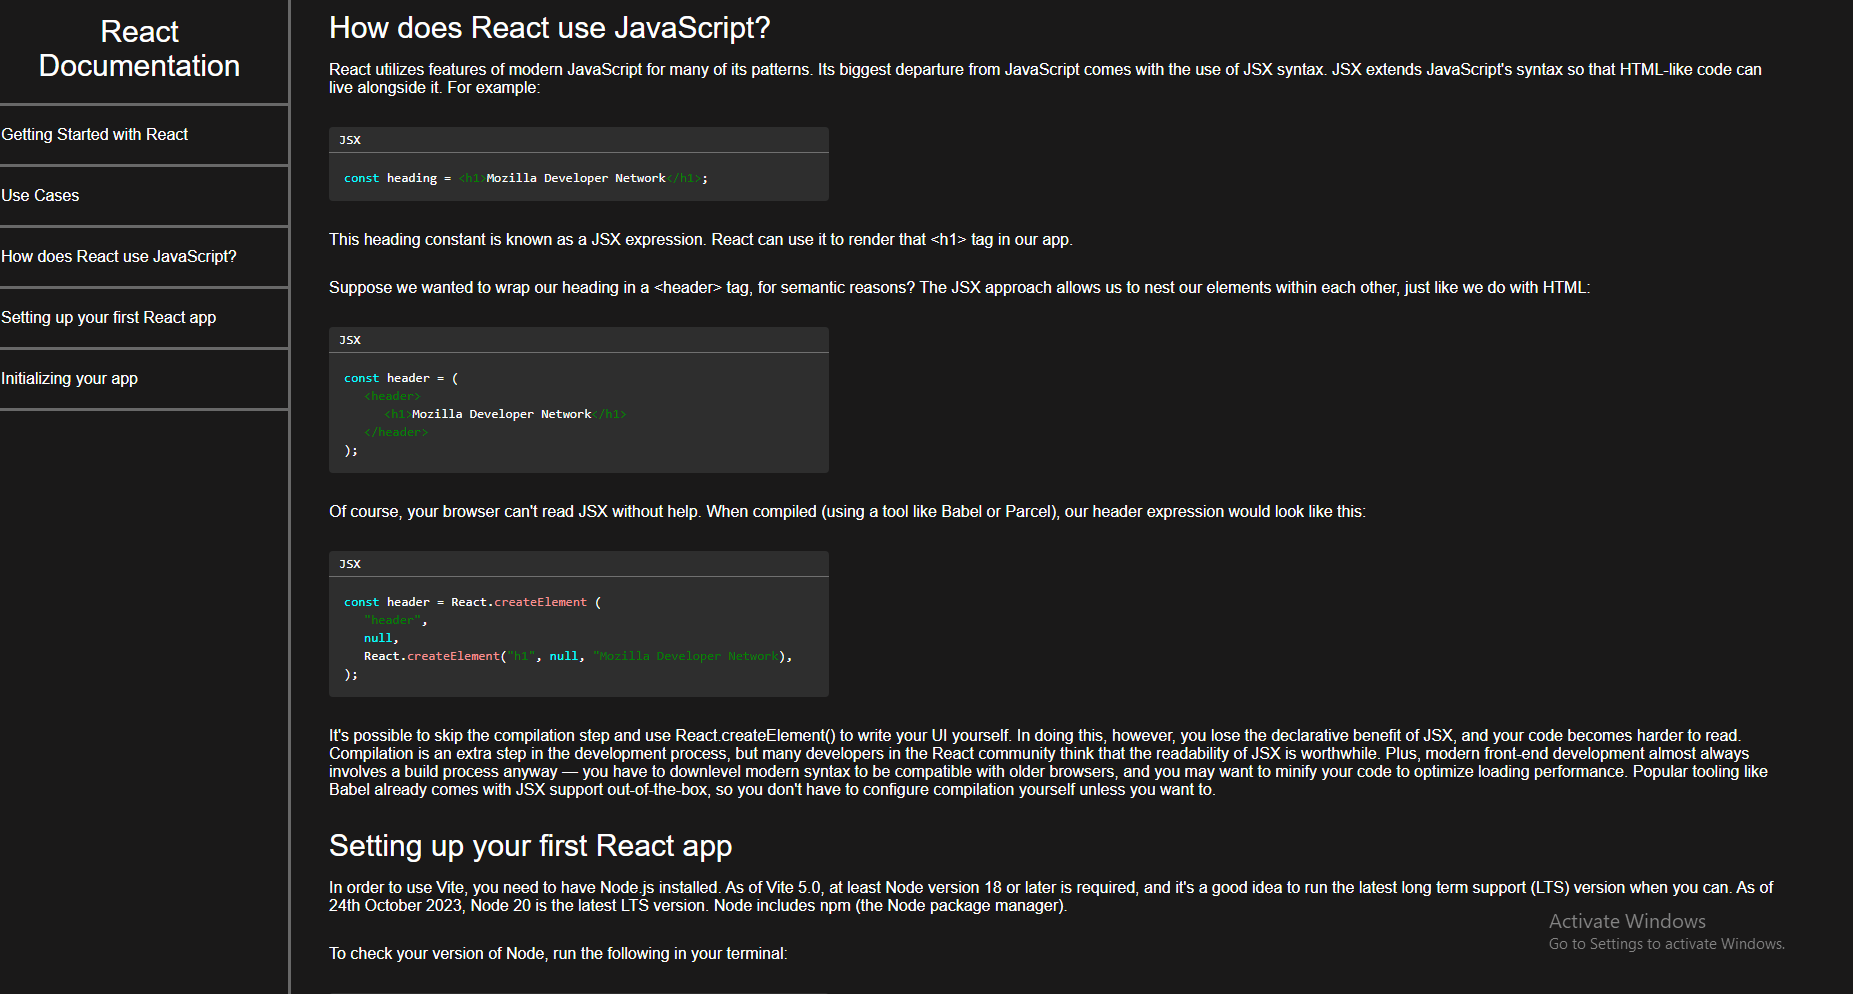 React
Documentation
Getting Started with React
Use Cases
How does React use JavaScript?
Setting up your first React app
Initializing your app
How does React use JavaScript?
React utilizes features of modern JavaScript for many of its patterns. Its biggest departure from JavaScript comes with the use of JSX syntax. JSX extends JavaScript's syntax so that HTML-like code can
live alongside it. For example:
JSX
const heading = <h1>Mozilla Developer Network</h1>;
This heading constant is known as a JSX expression. React can use it to render that <h1> tag in our app.
Suppose we wanted to wrap our heading in a <header> tag, for semantic reasons? The JSX approach allows us to nest our elements within each other, just like we do with HTML:
JSX
const header = (
<header>
<h1>Mozilla Developer Network</h1>
</header>
);
Of course, your browser can't read JSX without help. When compiled (using a tool like Babel or Parcel), our header expression would look like this:
JSX
const header = React.createElement (
"header",
null,
React.createElement("h1", null, "Mozilla Developer Network),
);
It's possible to skip the compilation step and use React.createElement() to write your UI yourself. In doing this, however, you lose the declarative benefit of JSX, and your code becomes harder to read.
Compilation is an extra step in the development process, but many developers in the React community think that the readability of JSX is worthwhile. Plus, modern front-end development almost always
involves a build process anyway — you have to downlevel modern syntax to be compatible with older browsers, and you may want to minify your code to optimize loading performance. Popular tooling like
Babel already comes with JSX support out-of-the-box, so you don't have to configure compilation yourself unless you want to.
Setting up your first React app
In order to use Vite, you need to have Node.js installed. As of Vite 5.0, at least Node version 18 or later is required, and it's a good idea to run the latest long term support (LTS) version when you can. As of
24th October 2023, Node 20 is the latest LTS version. Node includes npm (the Node package manager).
To check your version of Node, run the following in your terminal:
Activate Windows
Go to Settings to activate Windows.